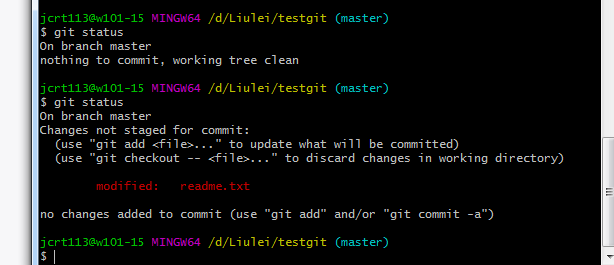 jcrt113@w101-15 MINGW64 /d/Liulei/testgit (master)
$ git status
On branch master
nothing to commit, working tree clean
jcrt113@w101-15 MINGW64 /d/Liulei/testgit (master)
$ git status
On branch master
Changes not staged for commit:
(use "git add <file>..." to update what will be committed)
(use "git checkout -- <file>..." to discard changes in working directory)
modified: readme.txt
no changes added to commit (use "git add" and/or "git commit -a")
jcrt113@w101-15 MINGW64 /d/Liulei/testgit (master)
$